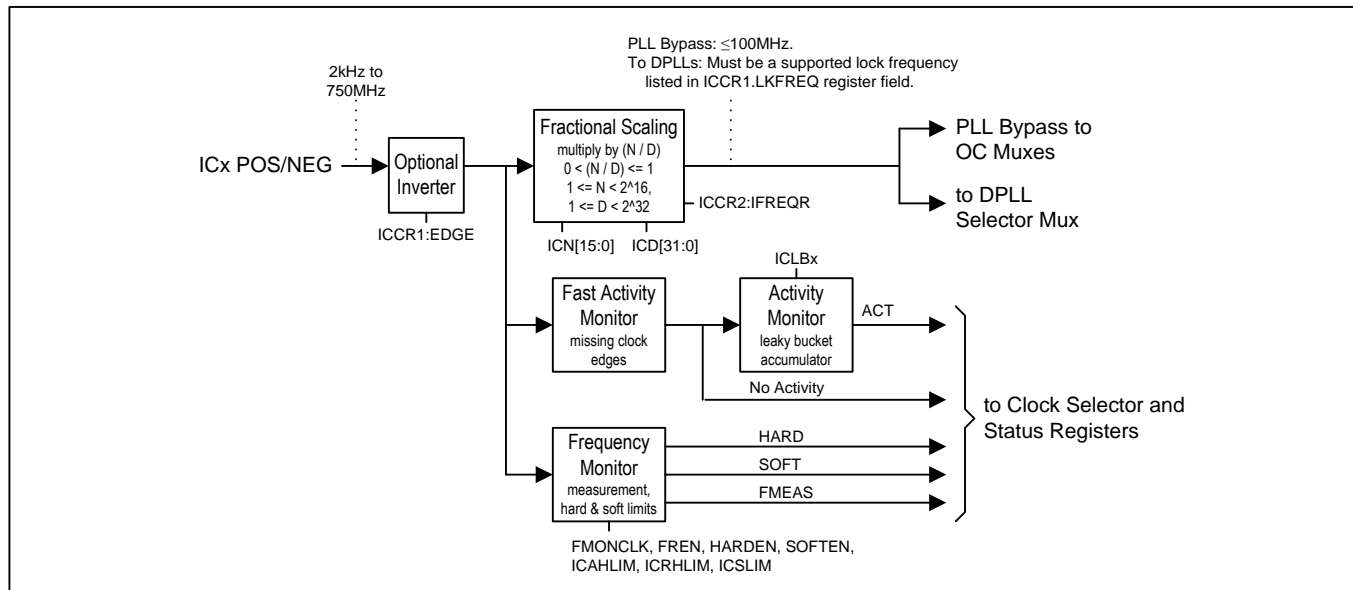 PLL Bypass: ≤100MHz.
To DPLLs: Must be a supported lock frequency
listed in ICCR1.LKFREQ register field.
2kHz to
750MHz
ICx POS/NEG
Optional
Inverter
ICCR1:EDGE
Fractional Scaling
multiply by (N / D)
0 < (N / D) <= 1
1 <= N < 2^16,
1 <= D < 2^32
ICCR2:IFREQR
ICN[15:0]
ICD[31:0]
PLL Bypass to
OC Muxes
to DPLL
Selector Mux
Fast Activity
Monitor
missing clock
edges
ICLBx
Activity
Monitor
leaky bucket
accumulator
ACT
No Activity
Frequency
Monitor
measurement,
hard & soft limits
HARD
SOFT
FMEAS
to Clock Selector and
Status Registers
FMONCLK, FREN, HARDEN, SOFTEN,
ICAHLIM, ICRHLIM, ICSLIM